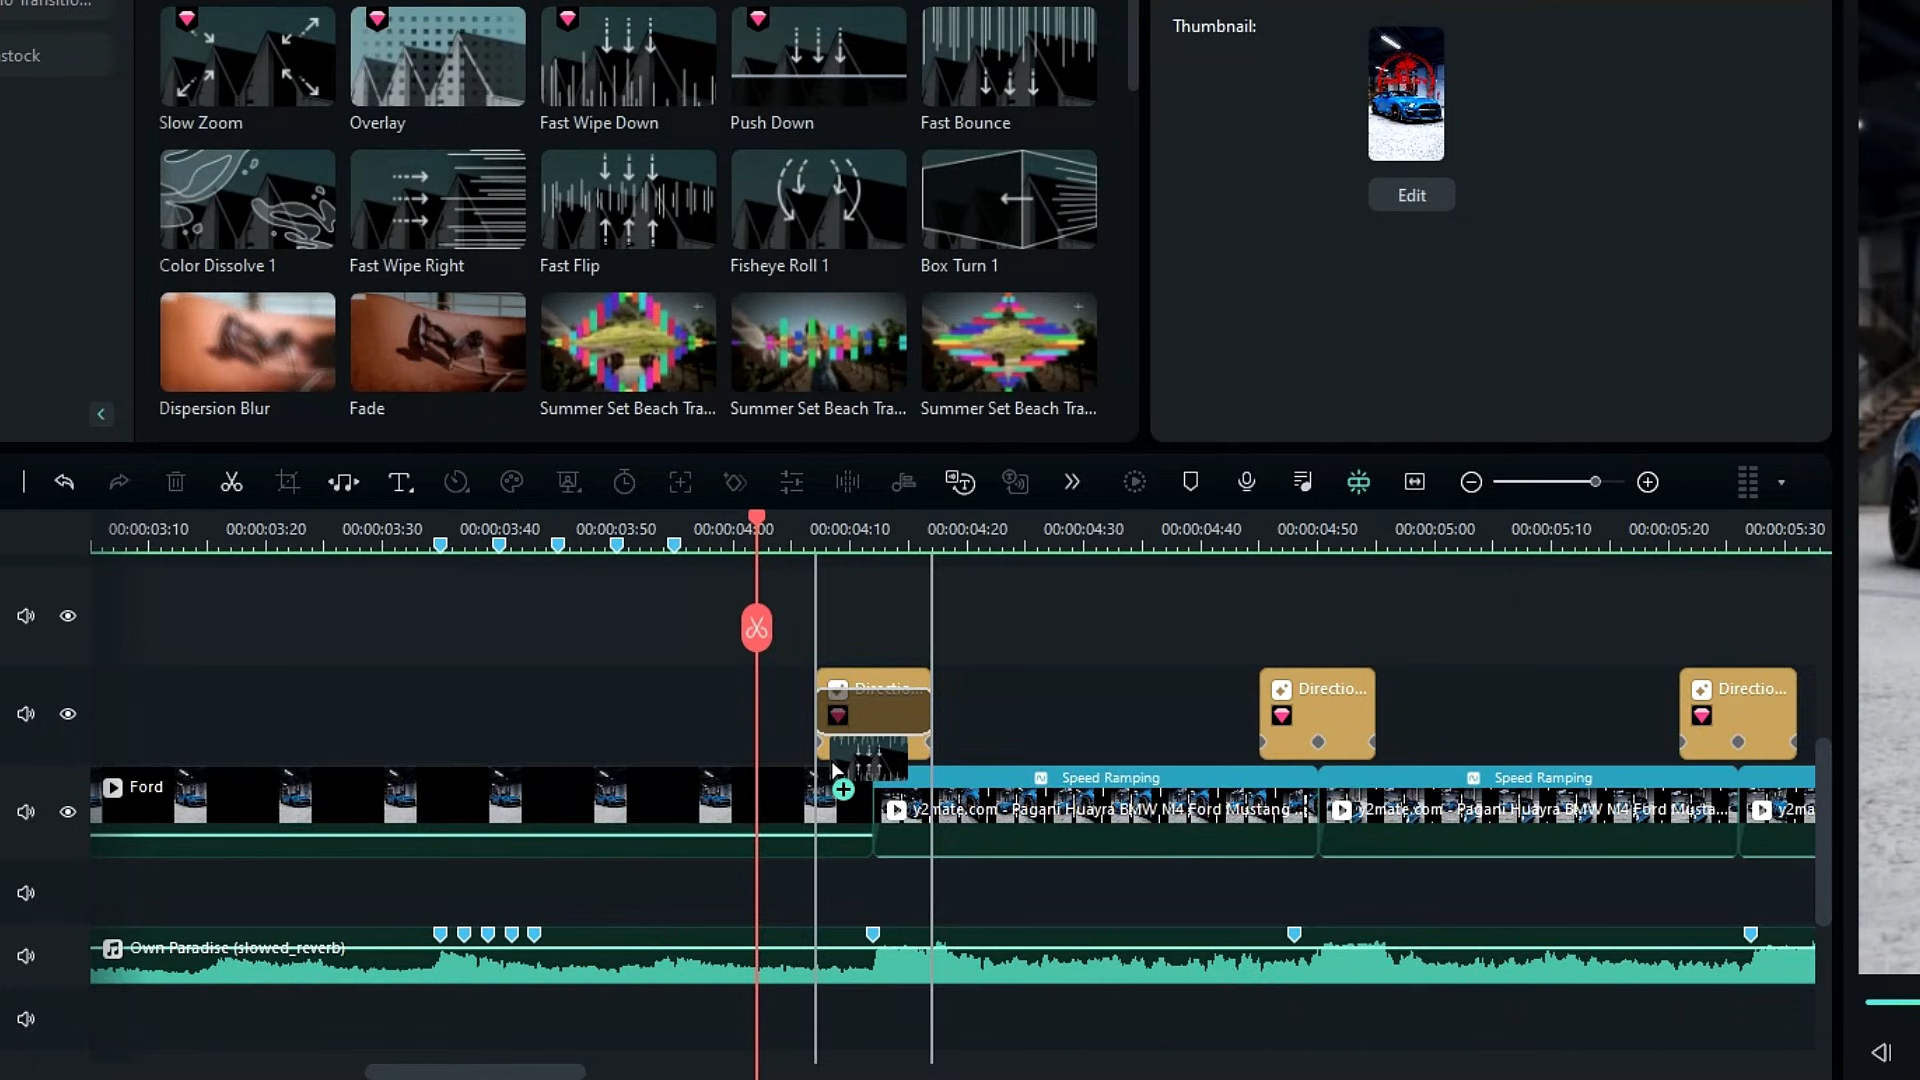 stock
Thumbnail:
Slow Zoom
Overlay
Fast Wipe Down
Push Down
Fast Bounce
Edit
Color Dissolve 1
Fast Wipe Right
Fast Flip
Fisheye Roll 1
Box Turn 1
Dispersion Blur
Fade
Summer Set Beach Tra...
Summer Set Beach Tra...
Summer Set Beach Tra...
00:00:03:10
00:00:03:20
00:00:03:30
00:00:03:40
00:00:03:50
00:00:04:00
00:00:04:10
00:00:04:20
00:00:04:30
00:00:04:40
00:00:04:50
00:00:05:00
00:00:05:10
00:00:05:20
00:00:05:30
Directio...
Directio...
Directio...
Ford
Speed Ramping
Speed Ramping
y2mate.com - Pagani Huayra BMW M4 Ford Mustang ...
y2mate.com - Pagani Huayra BMW M4 Ford Musta...
y2ma
Own Paradise (slowed_reverb)